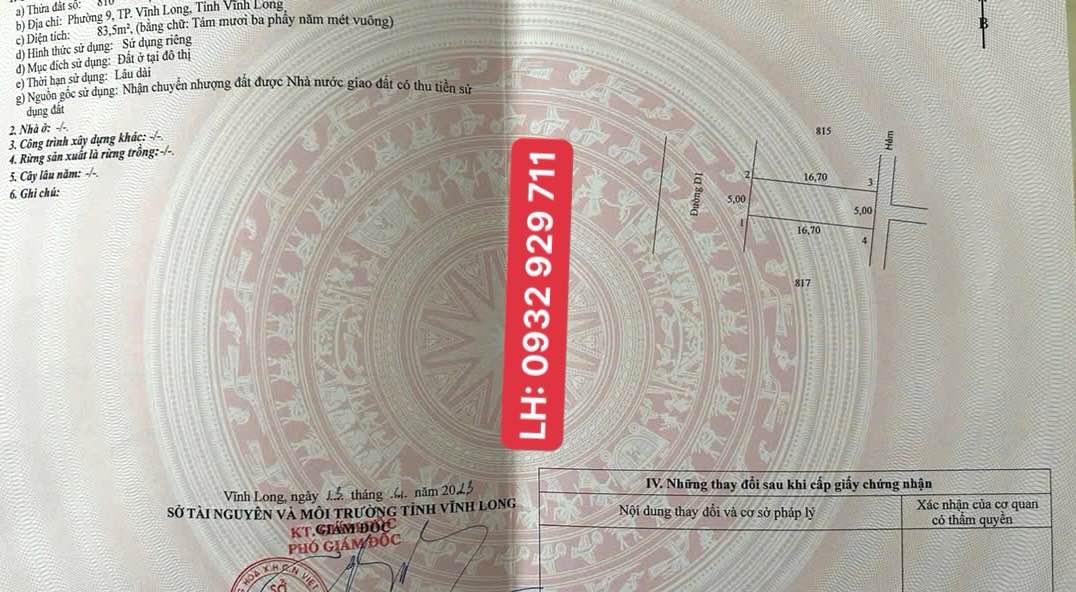 a) Thửa đất số: 816
b) Địa chỉ: Phường 9, TP. Vĩnh Long, Tỉnh Vĩnh Long
c) Diện tích: 83,5m², (bằng chữ: Tám mươi ba phẩy năm mét vuông)
d) Hình thức sử dụng: Sử dụng riêng
đ) Mục đích sử dụng: Đất ở tại đô thị
e) Thời hạn sử dụng: Lâu dài
g) Nguồn gốc sử dụng: Nhận chuyển nhượng đất được Nhà nước giao đất có thu tiền sử
dụng đất
2. Nhà ở: -/-.
3. Công trình xây dựng khác: -/-.
4. Rừng sản xuất là rừng trồng:-/-.
5. Cây lâu năm: -/-.
6. Ghi chú:
Vĩnh Long, ngày 13 tháng 4 năm 2023
SỞ TÀI NGUYÊN VÀ MÔI TRƯỜNG TỈNH VĨNH LONG
KT. GIÁM ĐỐC
PHÓ GIÁM ĐỐC
HÒA X.H.C.N VIỆT
SỞ
LH: 0932 929 711
B
815
Hẻm
Đường D1
2
16,70
3
5,00
5,00
1
16,70
4
817
IV. Những thay đổi sau khi cấp giấy chứng nhận
Nội dung thay đổi và cơ sở pháp lý
Xác nhận của cơ quan
có thẩm quyền